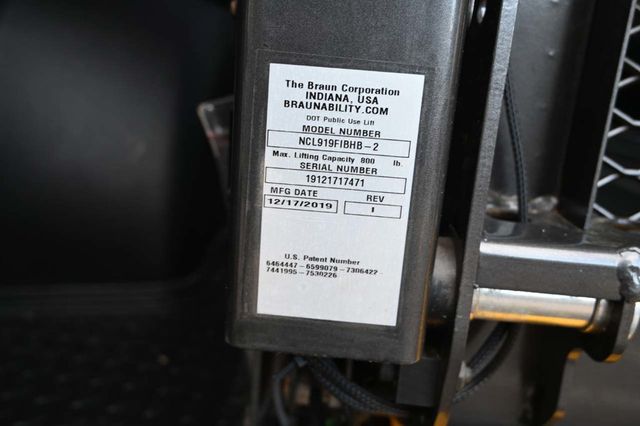 The Braun Corporation
INDIANA, USA
BRAUNABILITY.COM
DOT Public Use Lift
MODEL NUMBER
NCL919FIBHB-2
Max. Lifting Capacity 800 lb.
SERIAL NUMBER
19121717471
MFG DATE REV
12/17/2019 I
U.S. Patent Number
6464447-6599079-7306422-
7441995-7530226